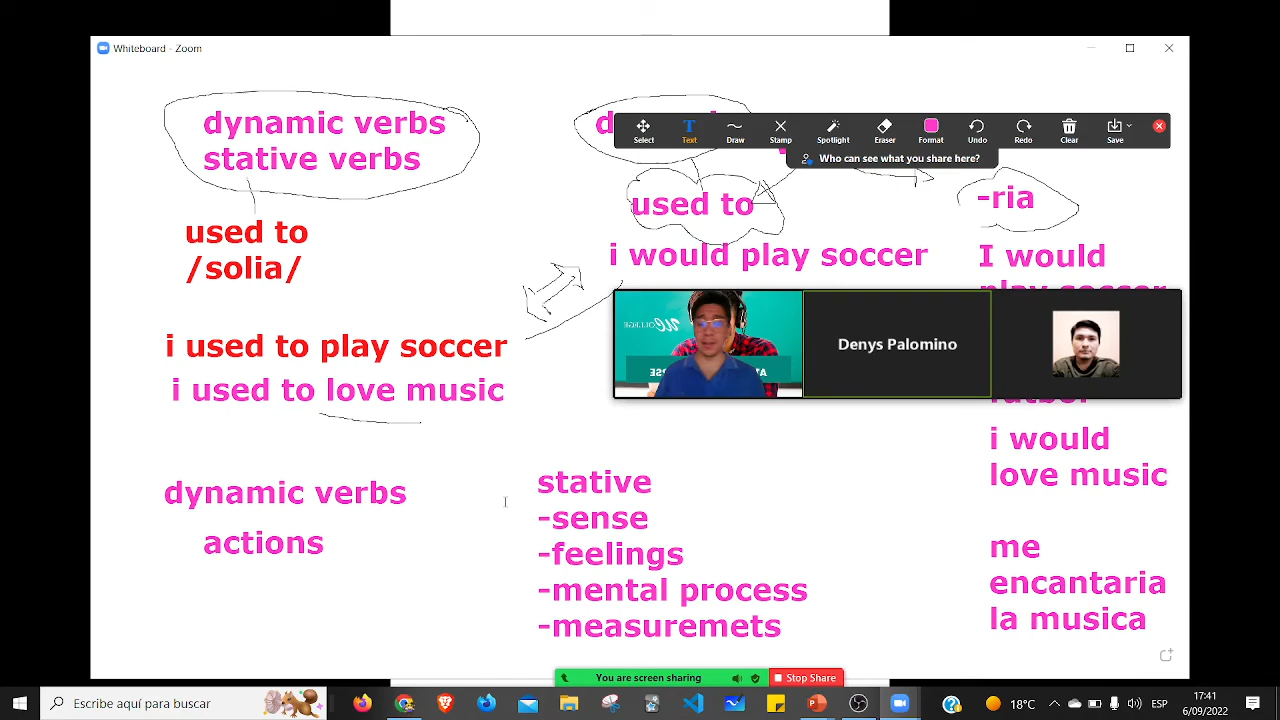 Whiteboard - Zoom
dynamic verbs
stative verbs
used to
/solia/
i used to play soccer
i used to love music
dynamic verbs
actions
Select
Text
Draw
Stamp
Spotlight
Eraser
Format
Undo
Redo
Clear
Save
Who can see what you share here?
used to
i would play soccer
-ria
I would
play soccer
Denys Palomino
futbol
i would
love music
stative
-sense
-feelings
-mental process
-measuremets
me
encantaria
la musica
You are screen sharing
Stop Share
Escribe aquí para buscar
18°C
ESP
17:41
6/09/2022